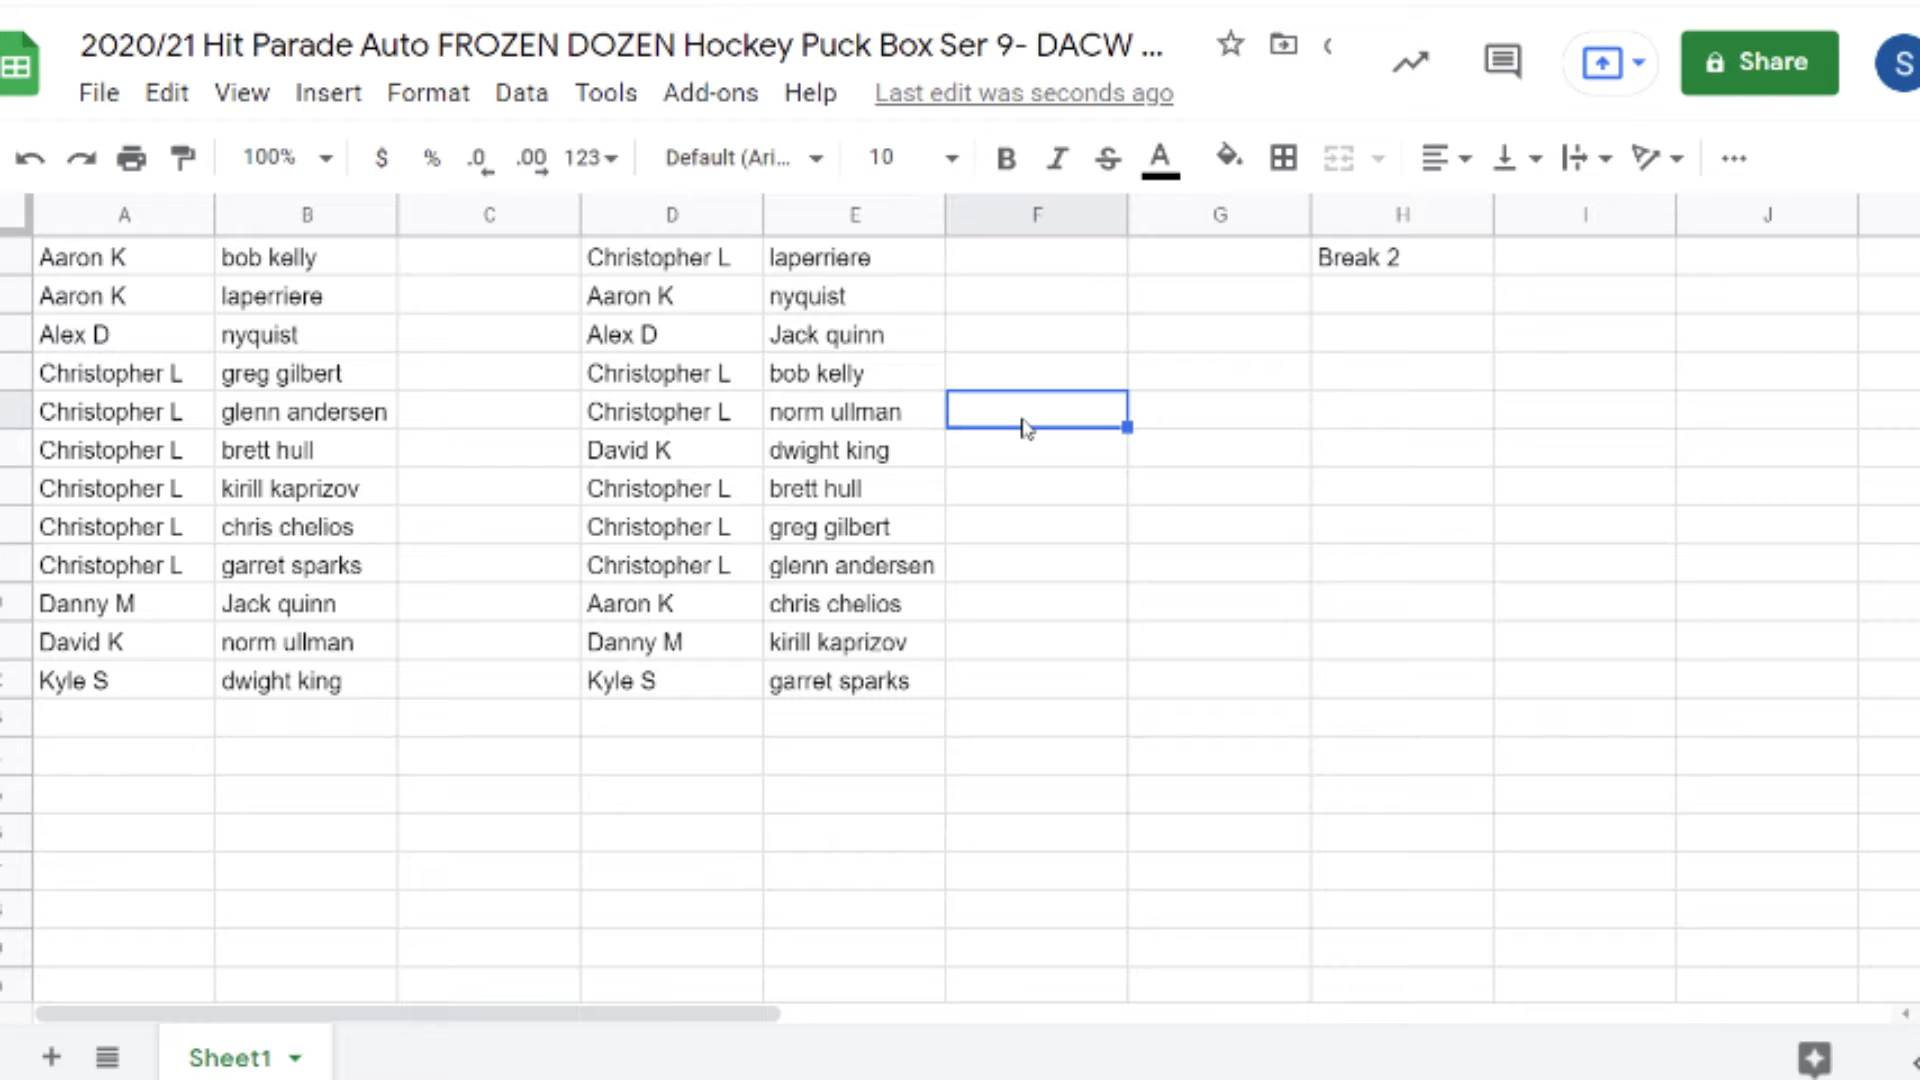 2020/21 Hit Parade Auto FROZEN DOZEN Hockey Puck Box Ser 9- DACW ...
Share
S
File Edit View Insert Format Data Tools Add-ons Help Last edit was seconds ago
100% $ % .0 .00 123 Default (Ari... 10 B I S A
A B C D E F G H I J
Aaron K bob kelly Christopher L laperriere Break 2
Aaron K laperriere Aaron K nyquist
Alex D nyquist Alex D Jack quinn
Christopher L greg gilbert Christopher L bob kelly
Christopher L glenn andersen Christopher L norm ullman
Christopher L brett hull David K dwight king
Christopher L kirill kaprizov Christopher L brett hull
Christopher L chris chelios Christopher L greg gilbert
Christopher L garret sparks Christopher L glenn andersen
Danny M Jack quinn Aaron K chris chelios
David K norm ullman Danny M kirill kaprizov
Kyle S dwight king Kyle S garret sparks
Sheet1